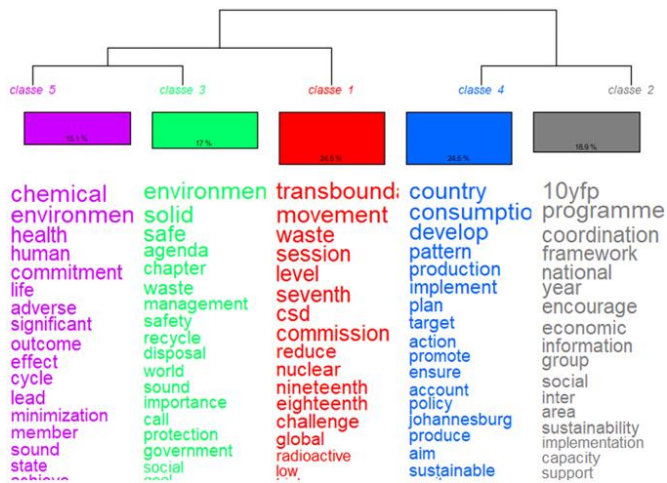 classe 5
classe 3
classe 1
classe 4
classe 2
15.1 %
17 %
24.5 %
24.5 %
18.9 %
chemical
environmen
health
human
commitment
life
adverse
significant
outcome
effect
cycle
lead
minimization
member
sound
state
environmen
solid
safe
agenda
chapter
waste
management
safety
recycle
disposal
world
sound
importance
call
protection
government
social
transbounda
movement
waste
session
level
seventh
csd
commission
reduce
nuclear
nineteenth
eighteenth
challenge
global
radioactive
low
country
consumptio
develop
pattern
production
implement
plan
target
action
promote
ensure
account
policy
johannesburg
produce
aim
sustainable
10yfp
programme
coordination
framework
national
year
encourage
economic
information
group
social
inter
area
sustainability
implementation
capacity
support